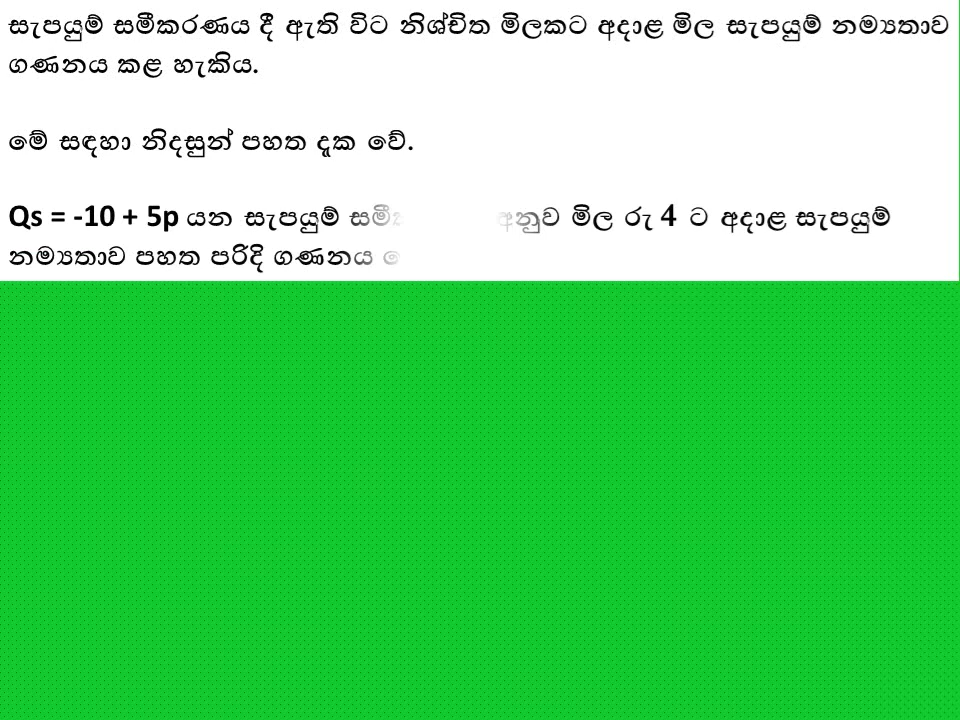 සැපයුම් සමීකරණය දී ඇති විට නිශ්චිත මිලකට අදාළ මිල සැපයුම් නම්‍යතාව
ගණනය කළ හැකිය.
මේ සඳහා නිදසුන් පහත දැක වේ.
Qs = -10 + 5p යන සැපයුම් අනුව මිල රු 4 ට අදාළ සැපයුම්
නම්‍යතාව පහත පරිදි ගණනය